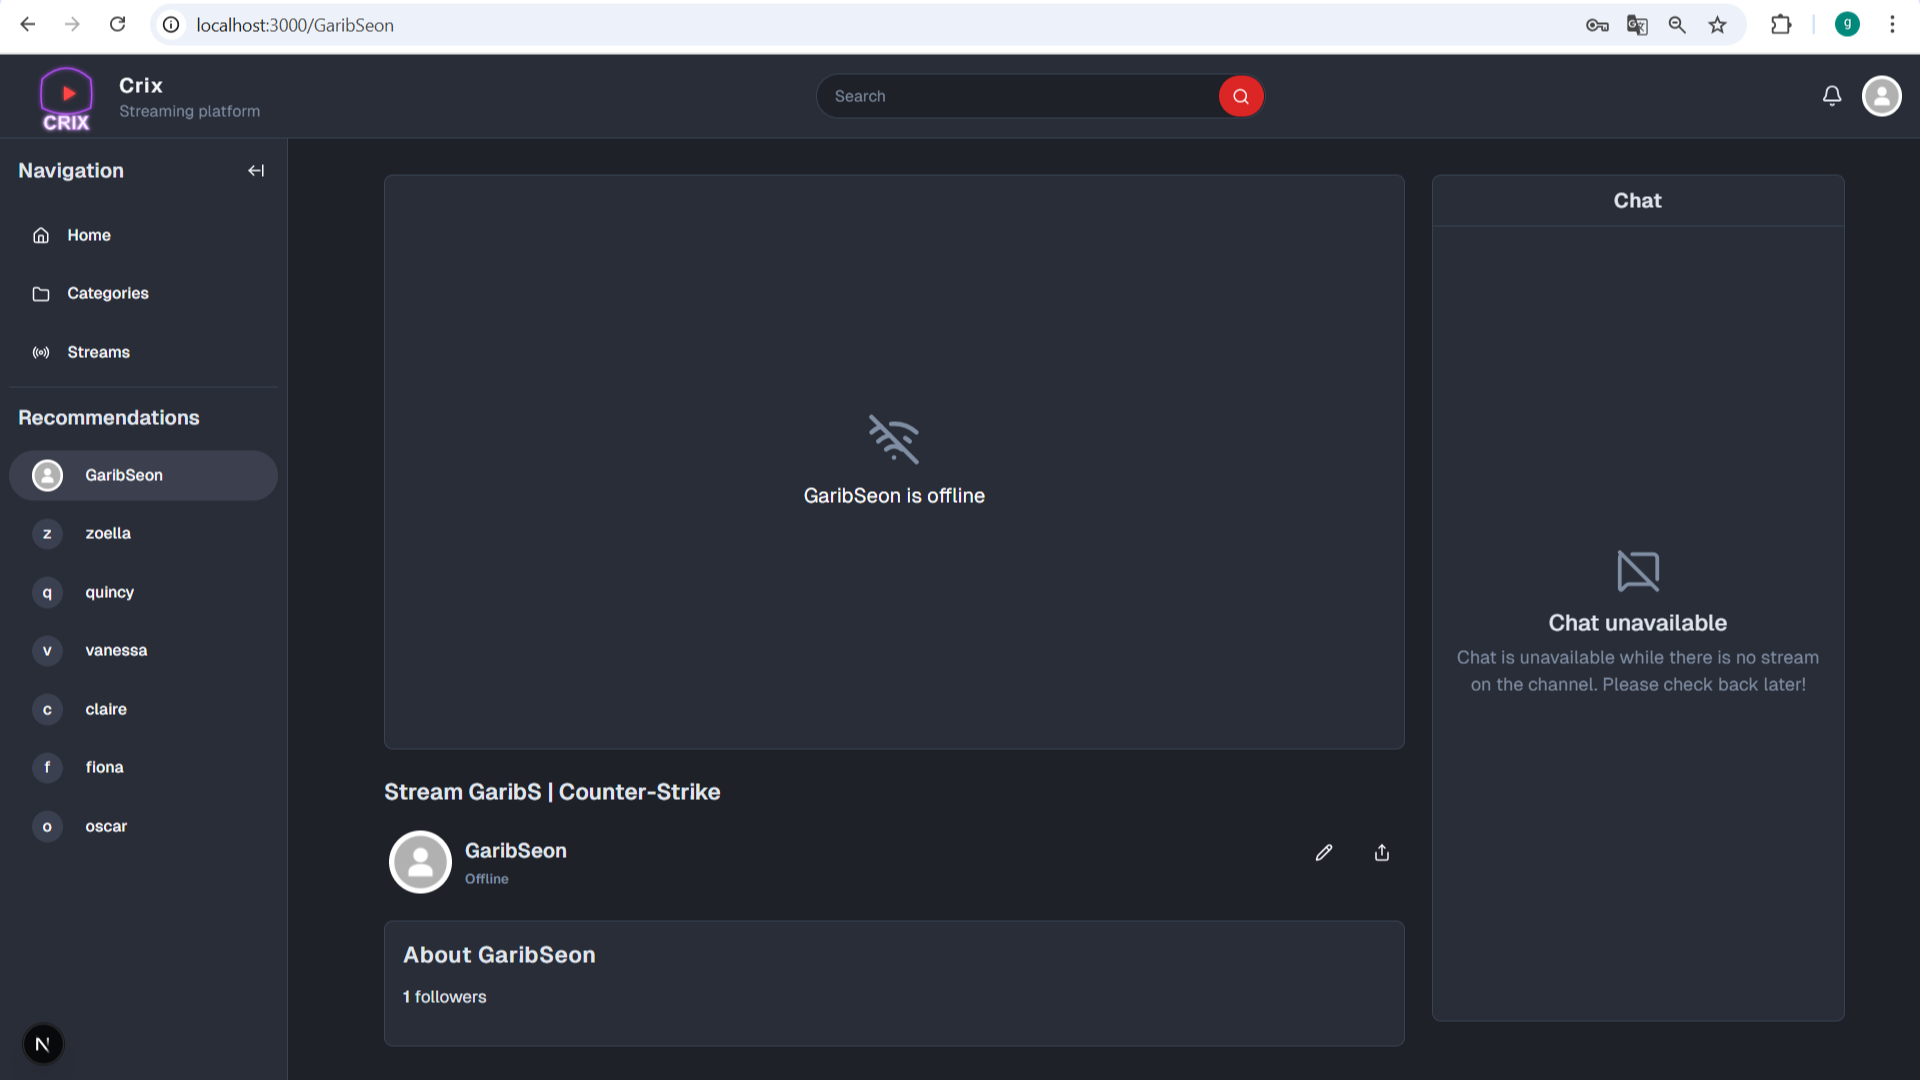 localhost:3000/GaribSeon
g
CRIX
Crix
Streaming platform
Search
Navigation
Home
Categories
Streams
Recommendations
GaribSeon
z zoella
q quincy
v vanessa
c claire
f fiona
o oscar
N
GaribSeon is offline
Stream GaribS | Counter-Strike
GaribSeon
Offline
About GaribSeon
1 followers
Chat
Chat unavailable
Chat is unavailable while there is no stream
on the channel. Please check back later!